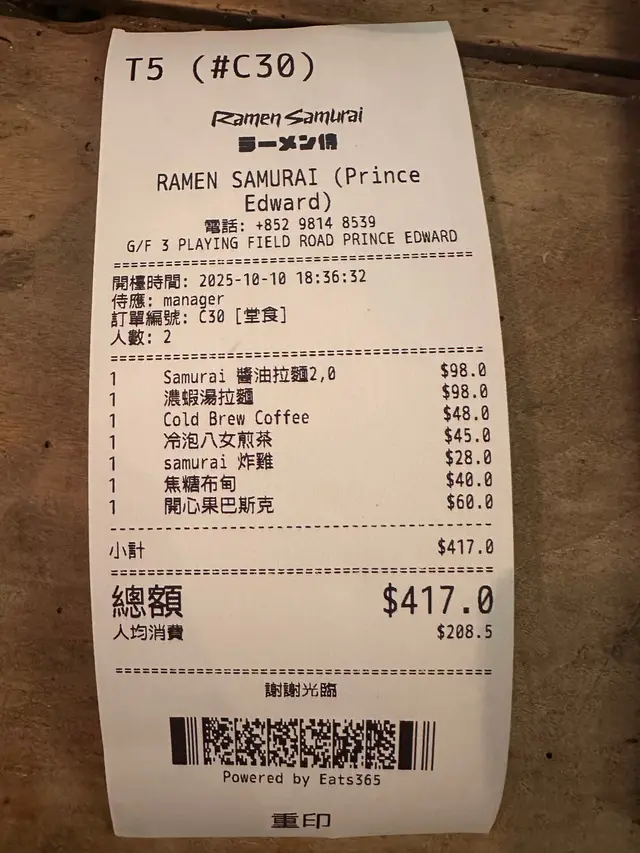 T5 (#C30)
Ramen Samurai
ラーメン侍
RAMEN SAMURAI (Prince
Edward)
電話: +852 9814 8539
G/F 3 PLAYING FIELD ROAD PRINCE EDWARD
開檯時間: 2025-10-10 18:36:32
侍應: manager
訂單編號: C30 [堂食]
人數: 2
1 Samurai 醬油拉麵2,0 $98.0
1 濃蝦湯拉麵 $98.0
1 Cold Brew Coffee $48.0
1 冷泡八女煎茶 $45.0
1 samurai 炸雞 $28.0
1 焦糖布甸 $40.0
1 開心果巴斯克 $60.0
小計 $417.0
總額 $417.0
人均消費 $208.5
謝謝光臨
Powered by Eats365
重印